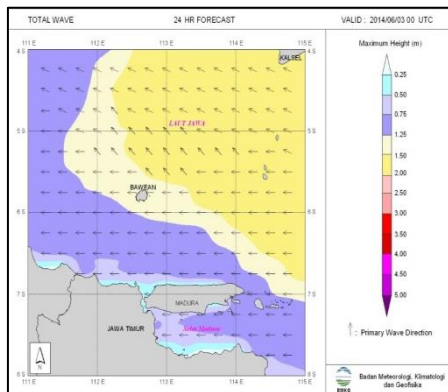 TOTAL WAVE 24 HR FORECAST VALID : 2014/06/03 00 UTC
111 E 112 E 113 E 114 E 115 E
4 S 4 S
KALSEL
LAUT JAWA
5 S 5 S
BAWEAN
6 S 6 S
7 S 7 S
MADURA
JAWA TIMUR
Selat Madura
8 S 8 S
N
111 E 112 E 113 E 114 E 115 E
Maximum Height (m)
0.25
0.50
0.75
1.25
1.50
2.00
2.50
3.00
3.50
4.00
4.50
5.00
: Primary Wave Direction
BMKG
Badan Meteorologi, Klimatologi
dan Geofisika